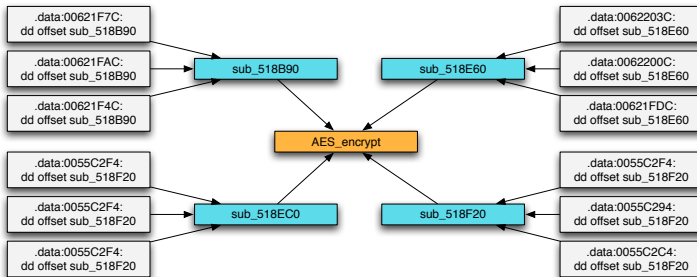 .data:00621F7C:
dd offset sub_518B90
.data:00621FAC:
dd offset sub_518B90
.data:00621F4C:
dd offset sub_518B90
sub_518B90
.data:0062203C:
dd offset sub_518E60
.data:0062200C:
dd offset sub_518E60
.data:00621FDC:
dd offset sub_518E60
sub_518E60
AES_encrypt
.data:0055C2F4:
dd offset sub_518F20
.data:0055C2F4:
dd offset sub_518F20
.data:0055C2F4:
dd offset sub_518F20
sub_518EC0
.data:0055C2F4:
dd offset sub_518F20
.data:0055C294:
dd offset sub_518F20
.data:0055C2C4:
dd offset sub_518F20
sub_518F20